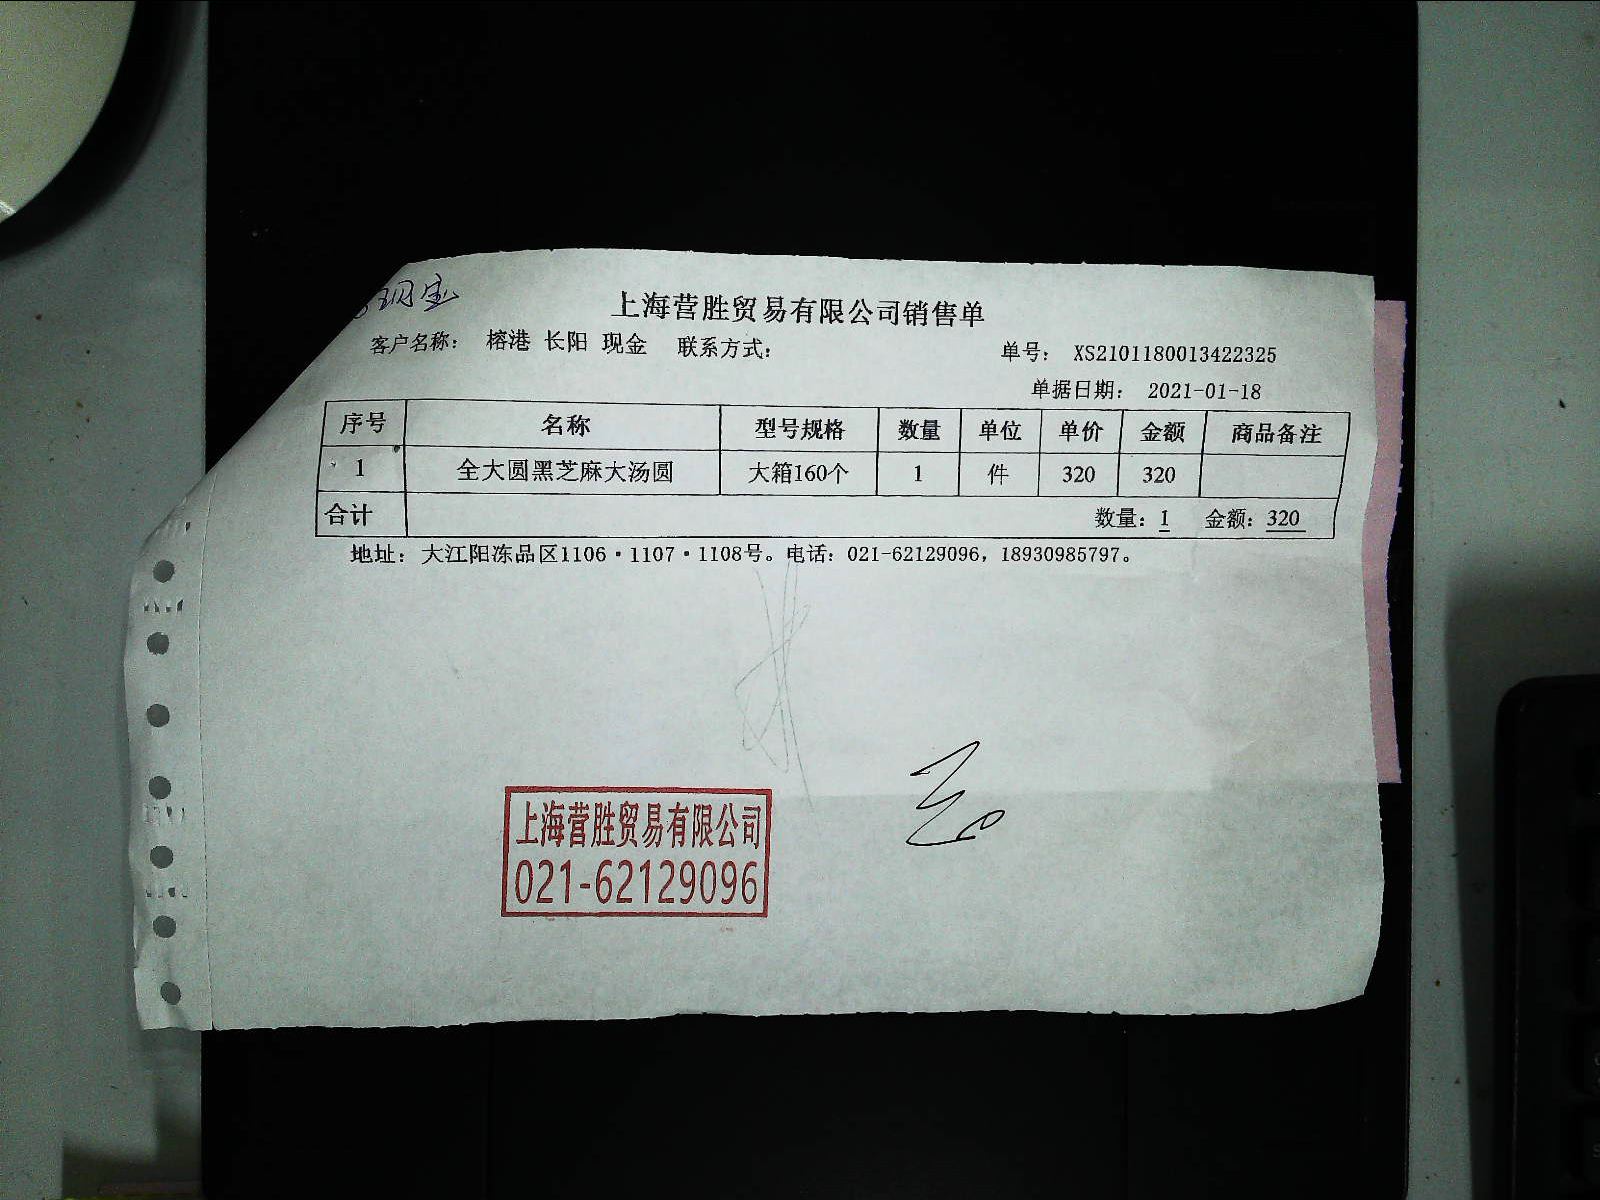 上海营胜贸易有限公司销售单
客户名称： 榕港 长阳 现金 联系方式： 单号： XS2101180013422325
单据日期： 2021-01-18
序号 名称 型号规格 数量 单位 单价 金额 商品备注
1 全大圆黑芝麻大汤圆 大箱160个 1 件 320 320
合计 数量：1 金额：320
地址： 大江阳冻品区1106·1107·1108号。电话：021-62129096，18930985797。
上海营胜贸易有限公司
021-62129096